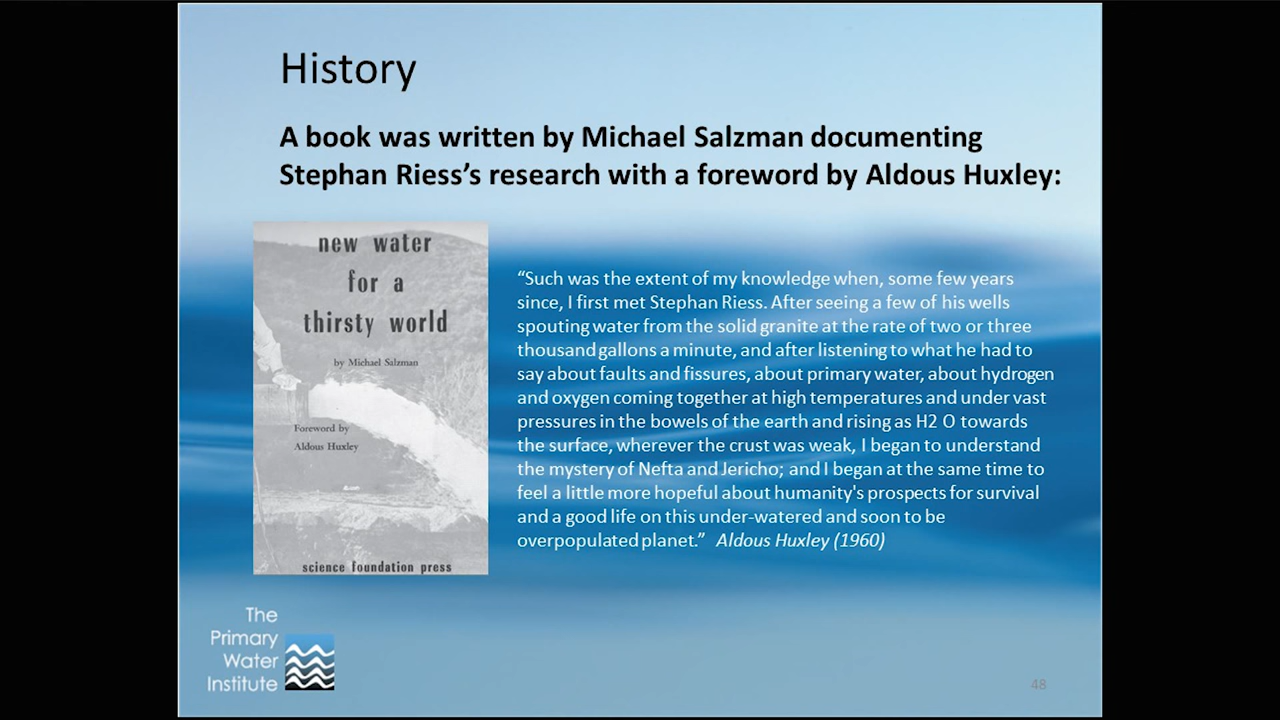 History
A book was written by Michael Salzman documenting
Stephan Riess's research with a foreword by Aldous Huxley:
new water
for a
thirsty world
by Michael Salzman
Foreword by
Aldous Huxley
science foundation press
“Such was the extent of my knowledge when, some few years
since, I first met Stephan Riess. After seeing a few of his wells
spouting water from the solid granite at the rate of two or three
thousand gallons a minute, and after listening to what he had to
say about faults and fissures, about primary water, about hydrogen
and oxygen coming together at high temperatures and under vast
pressures in the bowels of the earth and rising as H2 O towards
the surface, wherever the crust was weak, I began to understand
the mystery of Nefta and Jericho; and I began at the same time to
feel a little more hopeful about humanity's prospects for survival
and a good life on this under-watered and soon to be
overpopulated planet.” Aldous Huxley (1960)
The
Primary
Water
Institute
48